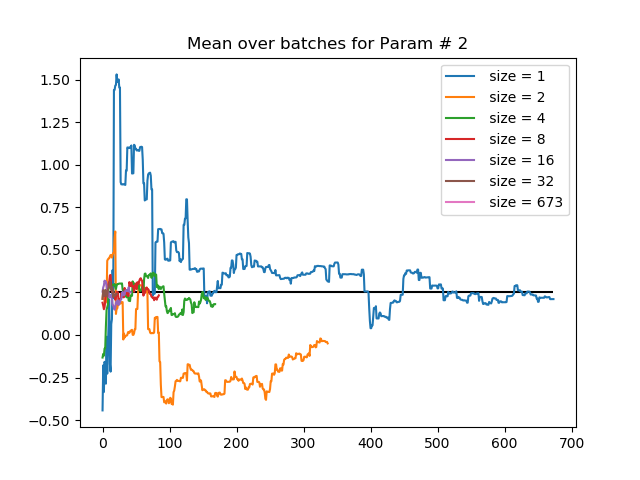 Mean over batches for Param # 2
1.50
1.25
1.00
0.75
0.50
0.25
0.00
−0.25
−0.50
0
100
200
300
400
500
600
700
size = 1
size = 2
size = 4
size = 8
size = 16
size = 32
size = 673